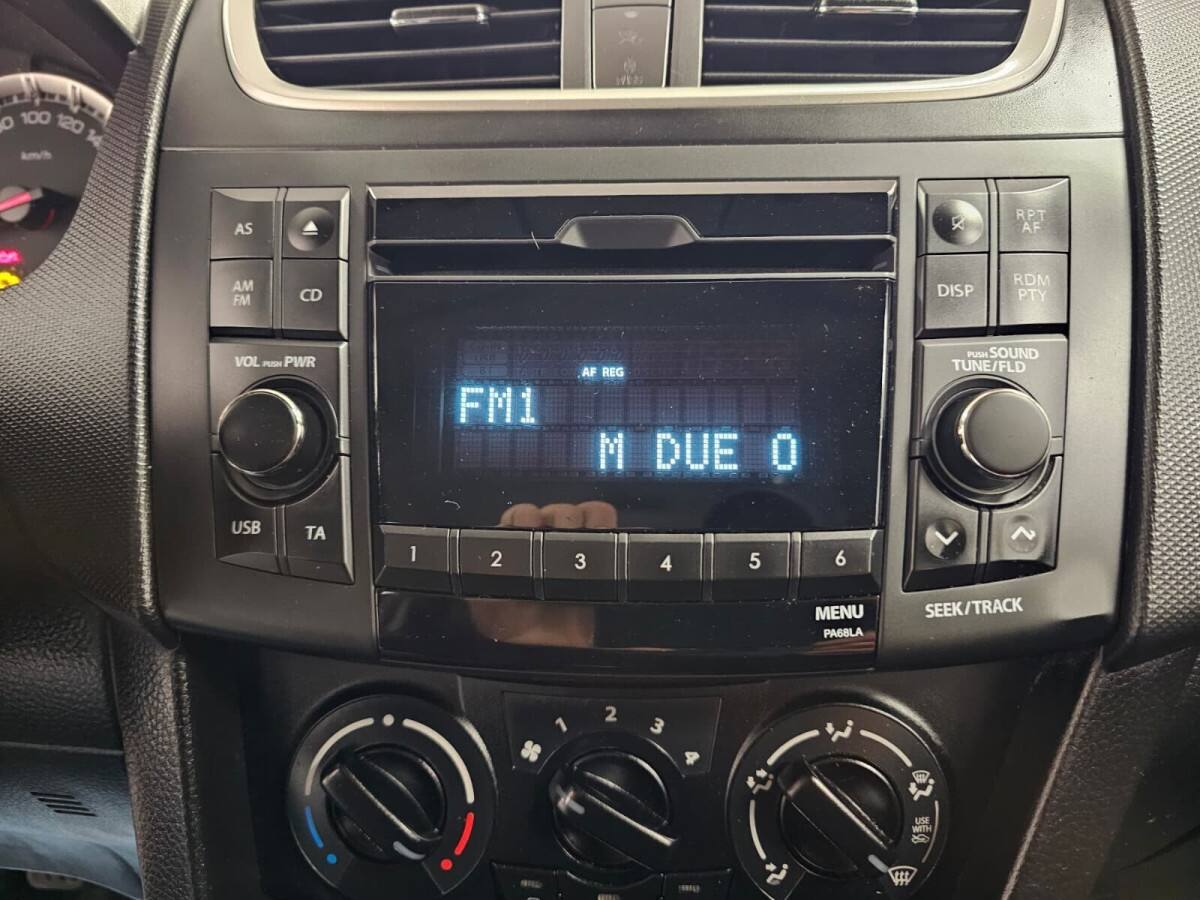 100 120
km/h
AS
AM
FM
CD
VOL PUSH PWR
USB
TA
AF REG
FM1
M DUE O
1 2 3 4 5 6
MENU
PA68LA
RPT
AF
DISP
RDM
PTY
PUSH SOUND
TUNE/FLD
SEEK/TRACK
1 2 3 4
USE
WITH